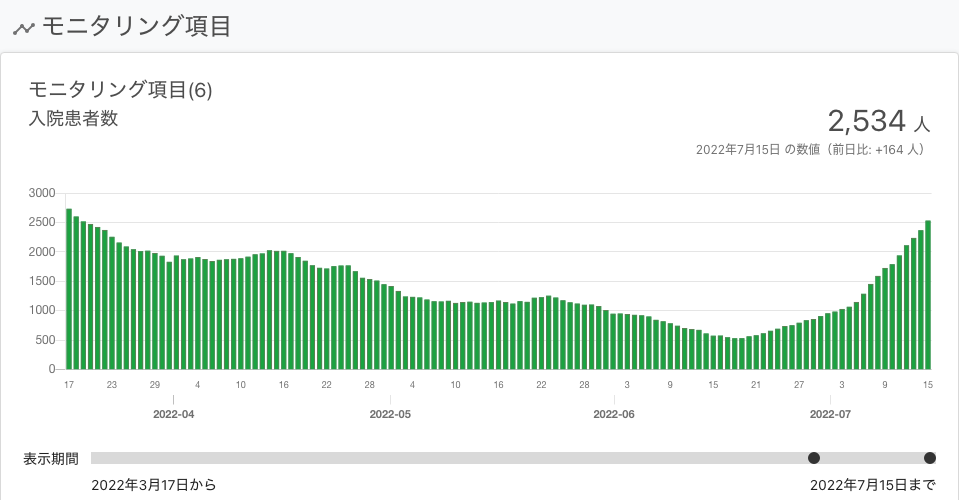 モニタリング項目
モニタリング項目(6)
入院患者数
2,534 人
2022年7月15日 の数値（前日比: +164 人）
3000
2500
2000
1500
1000
500
0
17 23 29 4 10 16 22 28 4 10 16 22 28 3 9 15 21 27 3 9 15
2022-04 2022-05 2022-06 2022-07
表示期間
2022年3月17日から 2022年7月15日まで